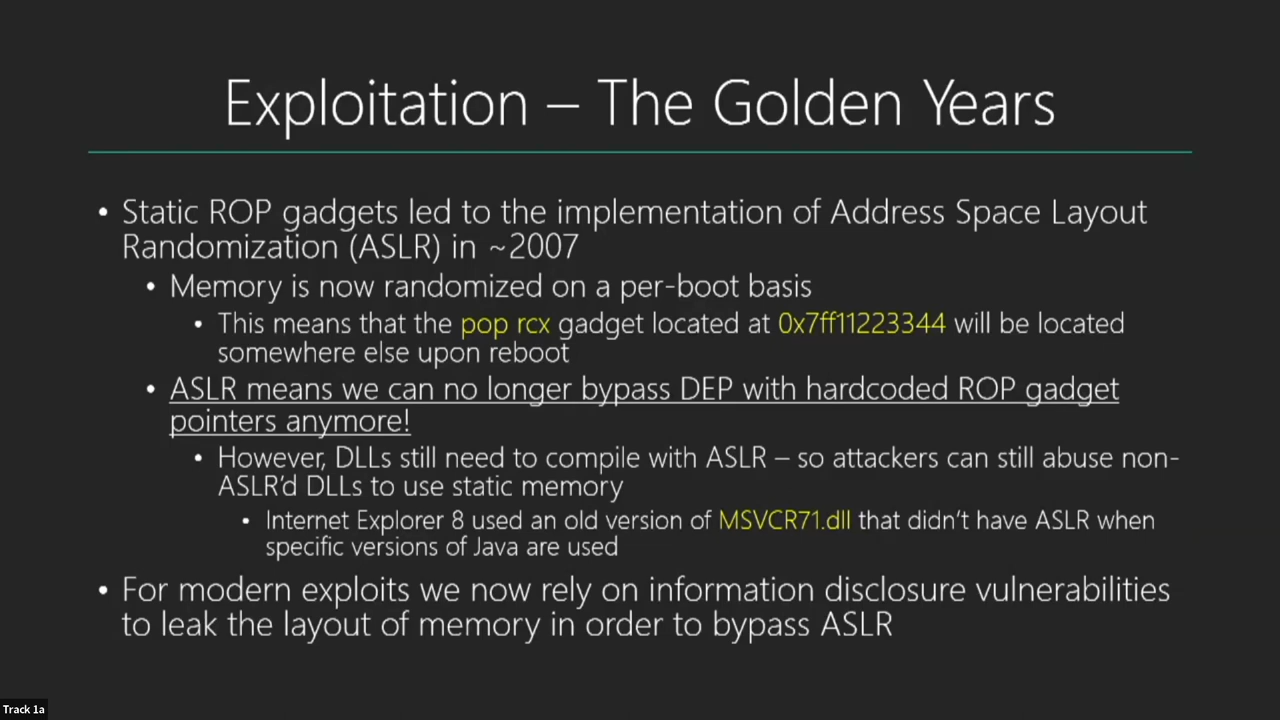 Exploitation – The Golden Years
• Static ROP gadgets led to the implementation of Address Space Layout
Randomization (ASLR) in ~2007
• Memory is now randomized on a per-boot basis
• This means that the pop rcx gadget located at 0x7ff11223344 will be located
somewhere else upon reboot
• ASLR means we can no longer bypass DEP with hardcoded ROP gadget
pointers anymore!
• However, DLLs still need to compile with ASLR – so attackers can still abuse non-
ASLR’d DLLs to use static memory
• Internet Explorer 8 used an old version of MSVCR71.dll that didn’t have ASLR when
specific versions of Java are used
• For modern exploits we now rely on information disclosure vulnerabilities
to leak the layout of memory in order to bypass ASLR
Track 1a